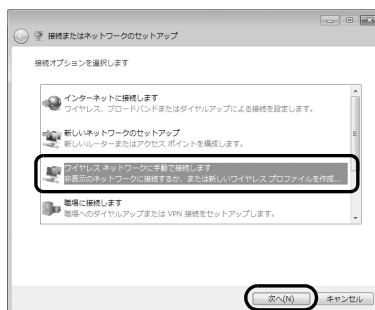 接続またはネットワークのセットアップ
接続オプションを選択します
インターネットに接続します
ワイヤレス、ブロードバンドまたはダイヤルアップによる接続を設定します。
新しいネットワークのセットアップ
新しいルーターまたはアクセス ポイントを構成します。
ワイヤレス ネットワークに手動で接続します
非表示のネットワークに接続するか、または新しいワイヤレス プロファイルを作成...
職場に接続します
職場へのダイヤルアップまたは VPN 接続をセットアップします。
次へ(N)
キャンセル